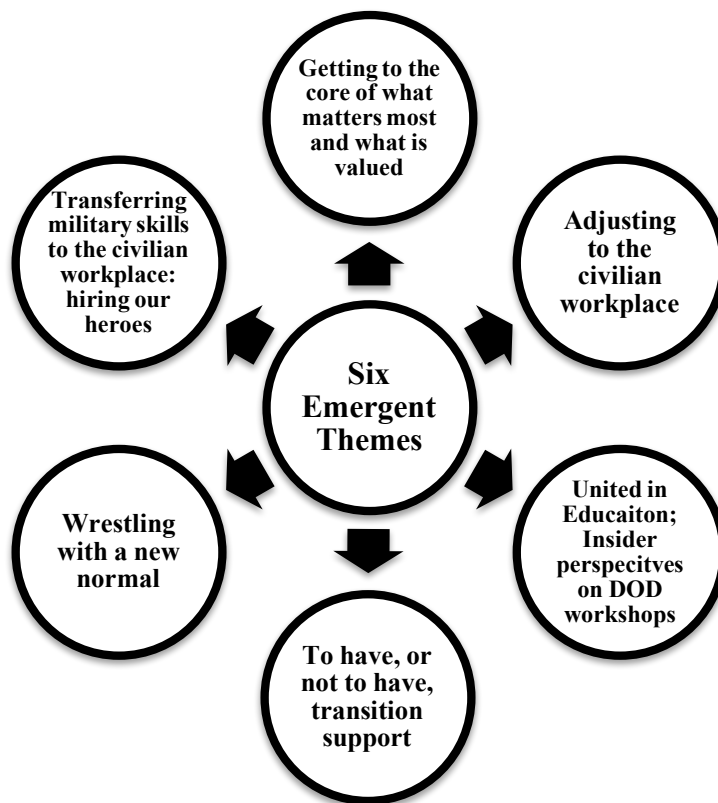 Getting to the
core of what
matters most
and what is
valued
Transferring
military skills
to the civilian
workplace:
hiring our
heroes
Adjusting
to the
civilian
workplace
Six
Emergent
Themes
Wrestling
with a new
normal
United in
Educaiton;
Insider
perspecitves
on DOD
workshops
To have, or
not to have,
transition
support